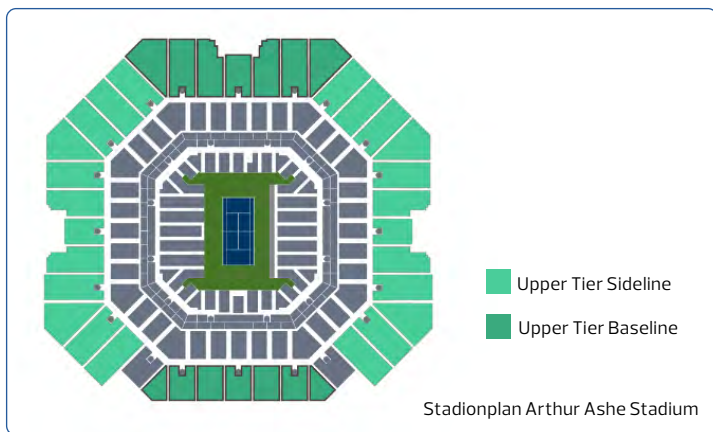 Upper Tier Sideline
Upper Tier Baseline
Stadionplan Arthur Ashe Stadium